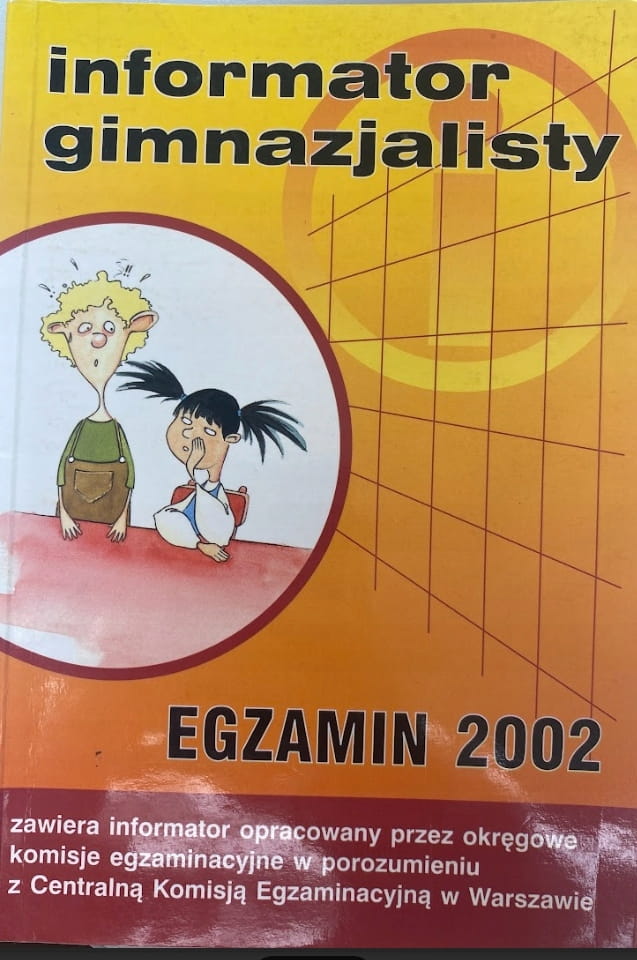 informator
gimnazjalisty
EGZAMIN 2002
zawiera informator opracowany przez okręgowe
komisje egzaminacyjne w porozumieniu
z Centralną Komisją Egzaminacyjną w Warszawie